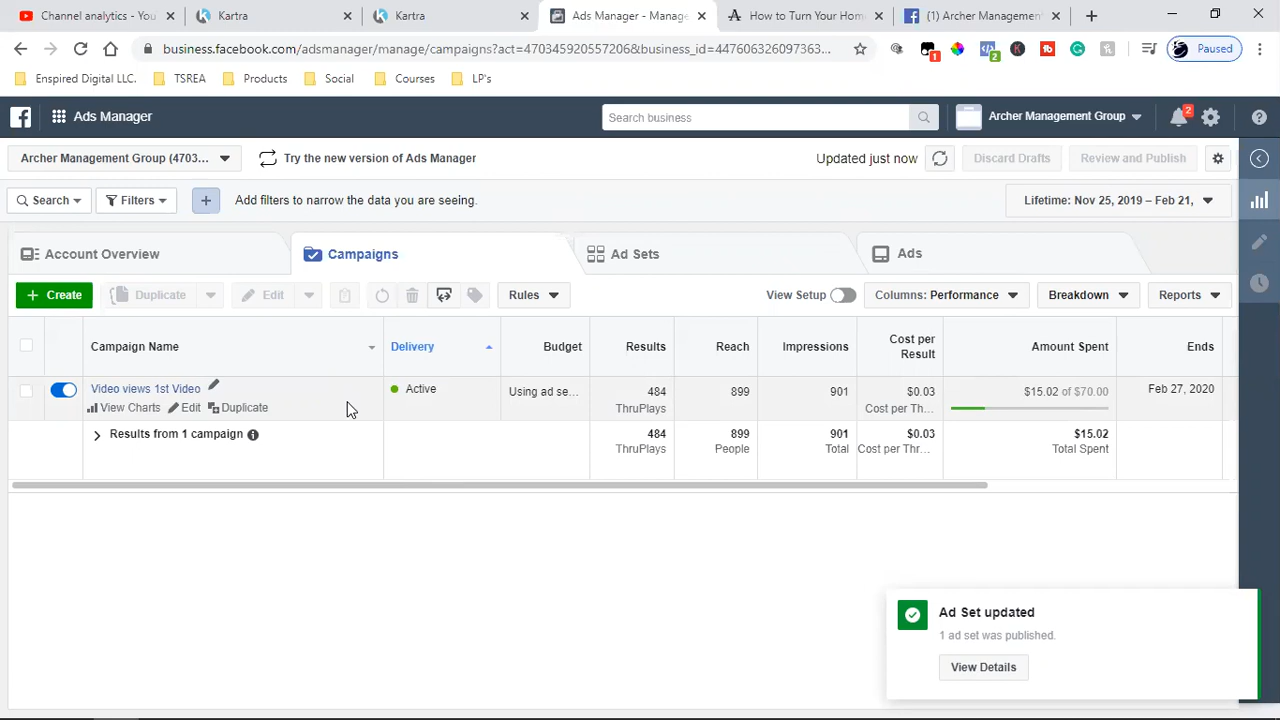 Channel analytics - You
Kartra
Kartra
Ads Manager - Manage
How to Turn Your Hom
(1) Archer Management
business.facebook.com/adsmanager/manage/campaigns?act=470345920557206&business_id=447606326097363...
1
2
Paused
Enspired Digital LLC.
TSREA
Products
Social
Courses
LP's
Ads Manager
Search business
Archer Management Group
2
Archer Management Group (4703...
Try the new version of Ads Manager
Updated just now
Discard Drafts
Review and Publish
Search
Filters
Add filters to narrow the data you are seeing.
Lifetime: Nov 25, 2019 – Feb 21,
Account Overview
Campaigns
Ad Sets
Ads
+ Create
Duplicate
Edit
Rules
View Setup
Columns: Performance
Breakdown
Reports
Campaign Name
Delivery
Budget
Results
Reach
Impressions
Cost per
Result
Amount Spent
Ends
Video views 1st Video
Active
Using ad se...
484
899
901
$0.03
$15.02 of $70.00
Feb 27, 2020
View Charts
Edit
Duplicate
ThruPlays
Cost per Th...
Results from 1 campaign
484
899
901
$0.03
$15.02
ThruPlays
People
Total
Cost per Thr...
Total Spent
Ad Set updated
1 ad set was published.
View Details